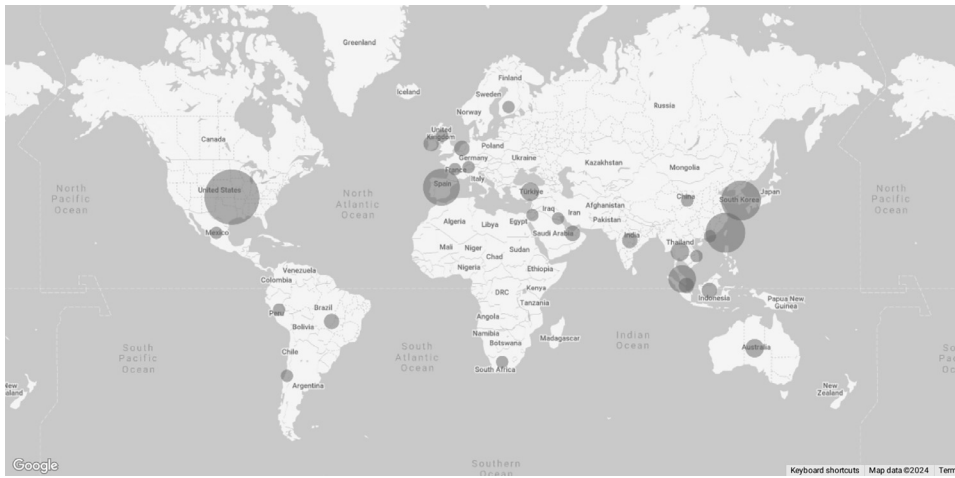 Greenland
Iceland
Finland
Sweden
Norway
Russia
United
Kingdom
Canada
Poland
Germany
Ukraine
France
Kazakhstan
Mongolia
Italy
Spain
Türkiye
United States
North
Pacific
Ocean
North
Atlantic
Ocean
China
Japan
South Korea
North
Pacific
Ocean
Afghanistan
Iraq
Iran
Pakistan
Algeria
Libya
Egypt
Saudi Arabia
India
Mexico
Mali
Niger
Chad
Sudan
Thailand
Venezuela
Colombia
Nigeria
Ethiopia
DRC
Kenya
Tanzania
Indonesia
Papua New
Guinea
Peru
Brazil
Bolivia
Angola
Namibia
Botswana
Madagascar
South
Pacific
Ocean
Chile
South
Atlantic
Ocean
Indian
Ocean
Australia
South Africa
Argentina
New
Zealand
Southern
Ocean
Google
Keyboard shortcuts
Map data ©2024